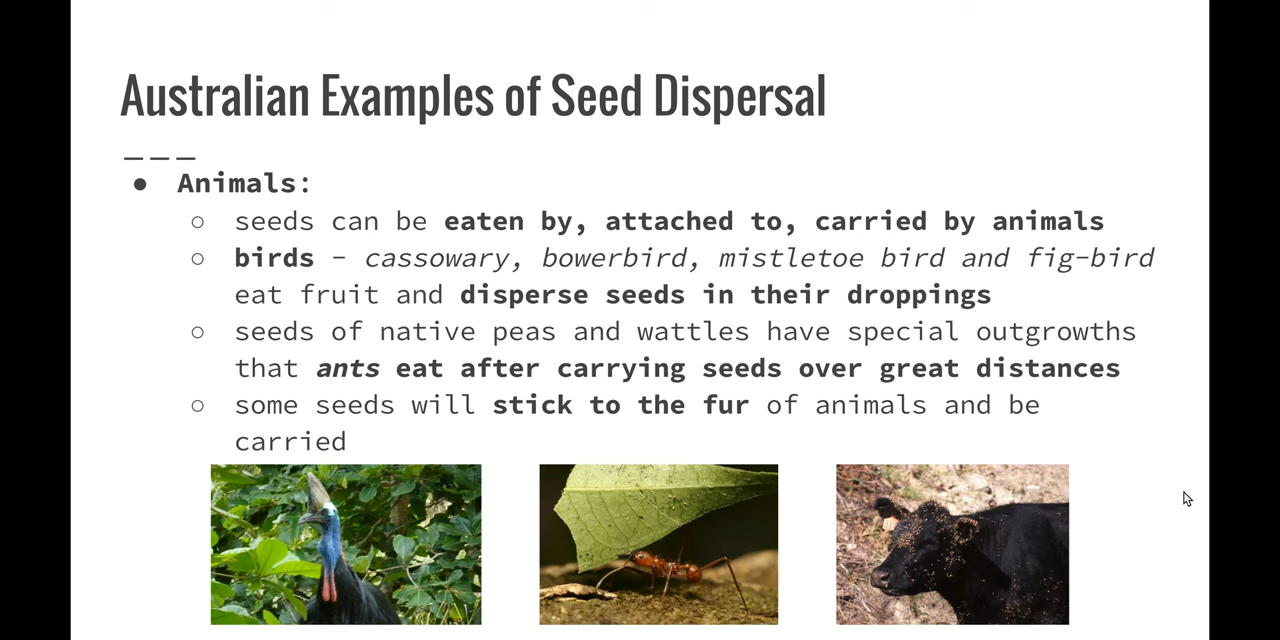 Australian Examples of Seed Dispersal
● Animals:
○ seeds can be eaten by, attached to, carried by animals
○ birds - cassowary, bowerbird, mistletoe bird and fig-bird
eat fruit and disperse seeds in their droppings
○ seeds of native peas and wattles have special outgrowths
that ants eat after carrying seeds over great distances
○ some seeds will stick to the fur of animals and be
carried